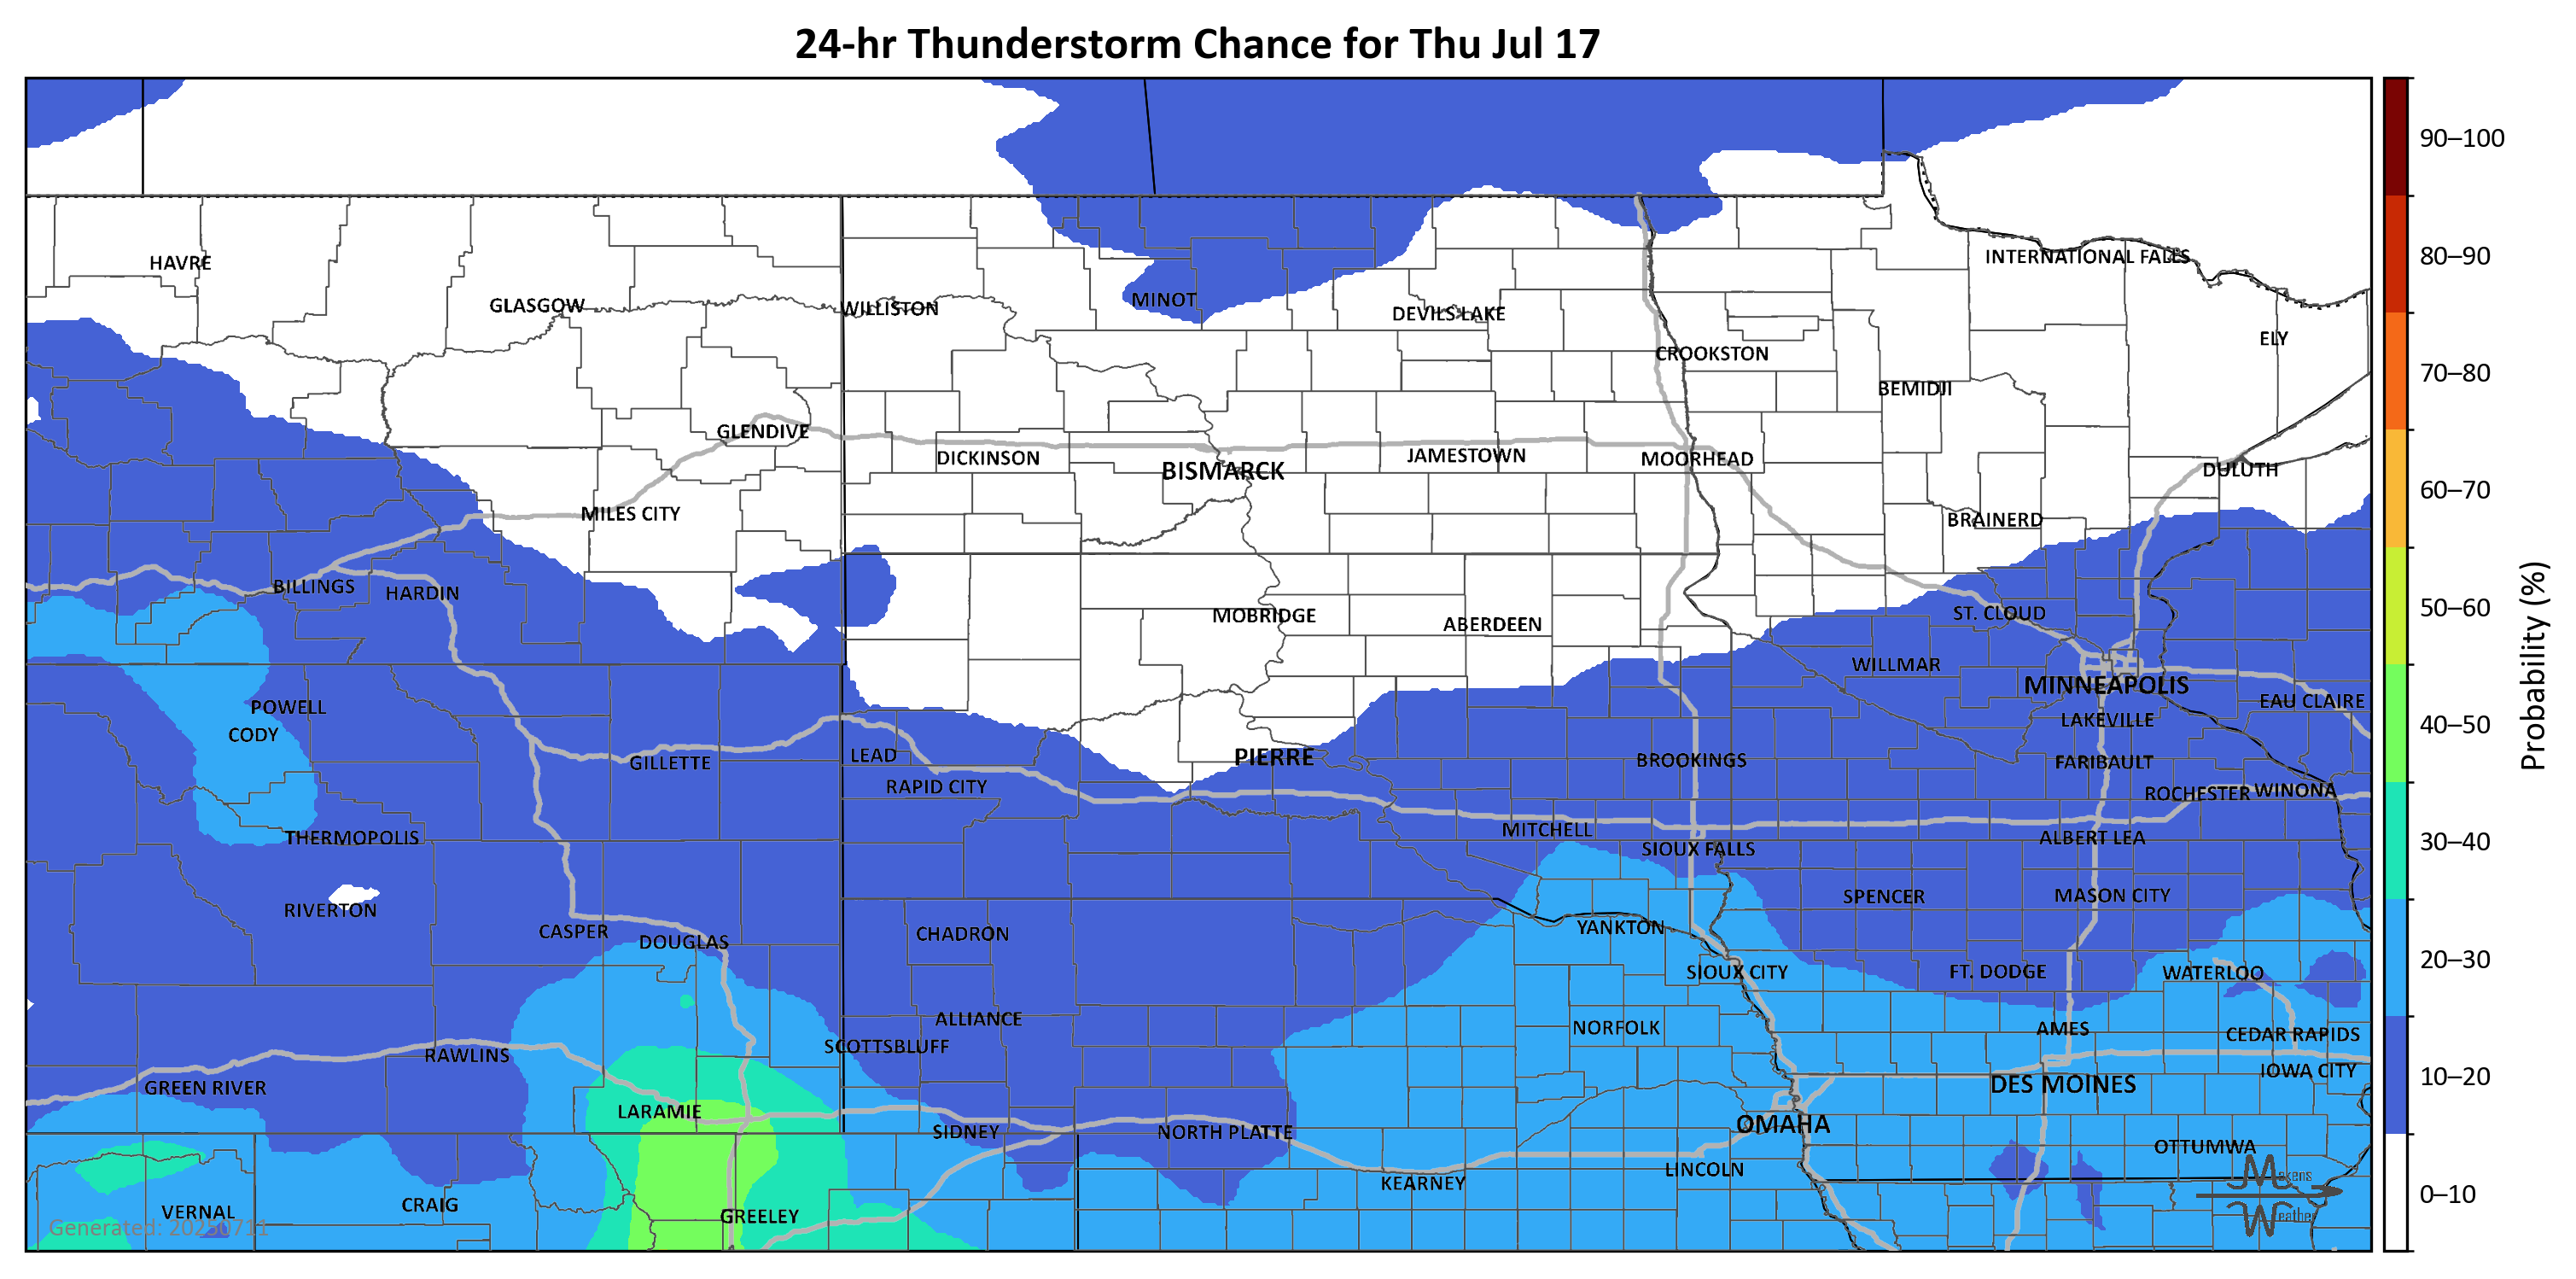 24-hr Thunderstorm Chance for Thu Jul 17
90–100
80–90
70–80
60–70
50–60
40–50
30–40
20–30
10–20
0–10
Probability (%)
HAVRE
INTERNATIONAL FALLS
GLASGOW
WILLISTON
MINOT
DEVILS LAKE
ELY
CROOKSTON
BEMIDJI
GLENDIVE
DICKINSON
BISMARCK
JAMESTOWN
MOORHEAD
DULUTH
MILES CITY
BRAINERD
BILLINGS
HARDIN
MOBRIDGE
ABERDEEN
ST. CLOUD
WILLMAR
MINNEAPOLIS
POWELL
EAU CLAIRE
CODY
LAKEVILLE
GILLETTE
LEAD
PIERRE
BROOKINGS
FARIBAULT
RAPID CITY
ROCHESTER
WINONA
THERMOPOLIS
MITCHELL
ALBERT LEA
SIOUX FALLS
RIVERTON
SPENCER
MASON CITY
CASPER
DOUGLAS
CHADRON
YANKTON
SIOUX CITY
FT. DODGE
WATERLOO
ALLIANCE
NORFOLK
AMES
CEDAR RAPIDS
RAWLINS
SCOTTSBLUFF
GREEN RIVER
DES MOINES
IOWA CITY
LARAMIE
SIDNEY
NORTH PLATTE
OMAHA
OTTUMWA
LINCOLN
KEARNEY
VERNAL
CRAIG
GREELEY
Generated: 20250711
Makens
Weather